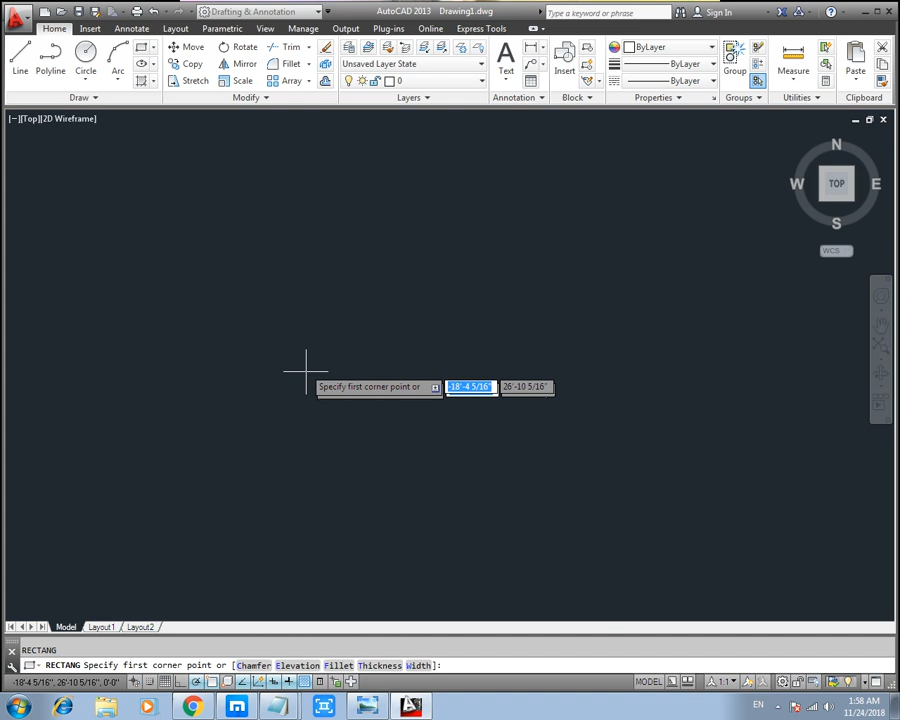 Drafting & Annotation
AutoCAD 2013 Drawing1.dwg
Type a keyword or phrase
Sign In
Home Insert Annotate Layout Parametric View Manage Output Plug-ins Online Express Tools
Line Polyline Circle Arc
Move Rotate Trim
Copy Mirror Fillet
Stretch Scale Array
Unsaved Layer State
0
Text
Insert
ByLayer
ByLayer
ByLayer
Group
Measure
Paste
Draw Modify Layers Annotation Block Properties Groups Utilities Clipboard
[−][Top][2D Wireframe]
N
W TOP E
S
WCS
Specify first corner point or -18'-4 5/16" 26'-10 5/16"
Model Layout1 Layout2
RECTANG
RECTANG Specify first corner point or [Chamfer Elevation Fillet Thickness Width]:
-18'-4 5/16", 26'-10 5/16", 0'-0" MODEL 1:1
EN 1:58 AM
11/24/2018